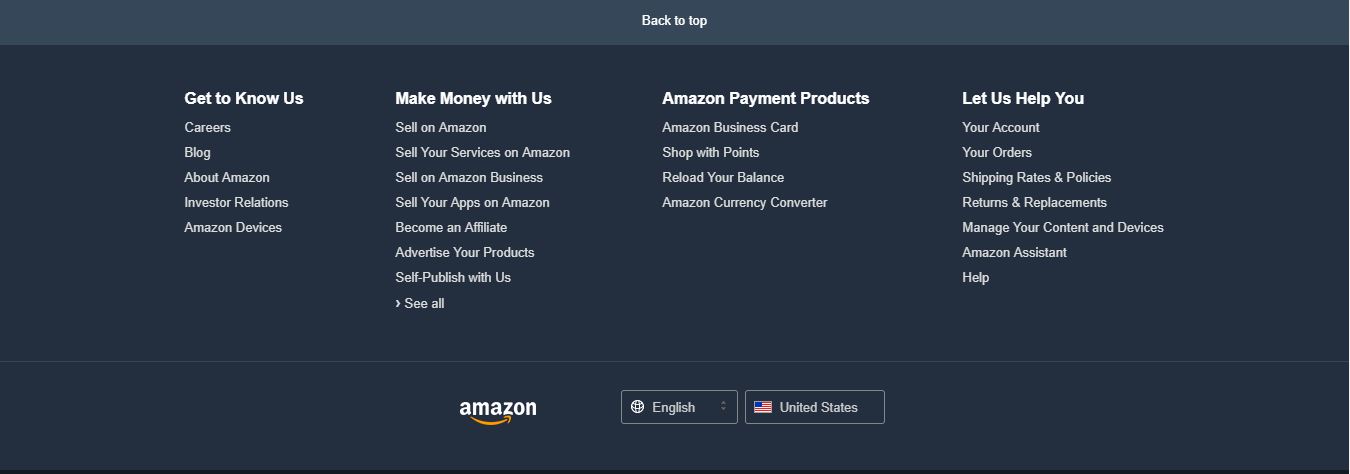 Back to top
Get to Know Us
Careers
Blog
About Amazon
Investor Relations
Amazon Devices
Make Money with Us
Sell on Amazon
Sell Your Services on Amazon
Sell on Amazon Business
Sell Your Apps on Amazon
Become an Affiliate
Advertise Your Products
Self-Publish with Us
› See all
Amazon Payment Products
Amazon Business Card
Shop with Points
Reload Your Balance
Amazon Currency Converter
Let Us Help You
Your Account
Your Orders
Shipping Rates & Policies
Returns & Replacements
Manage Your Content and Devices
Amazon Assistant
Help
amazon
English
United States